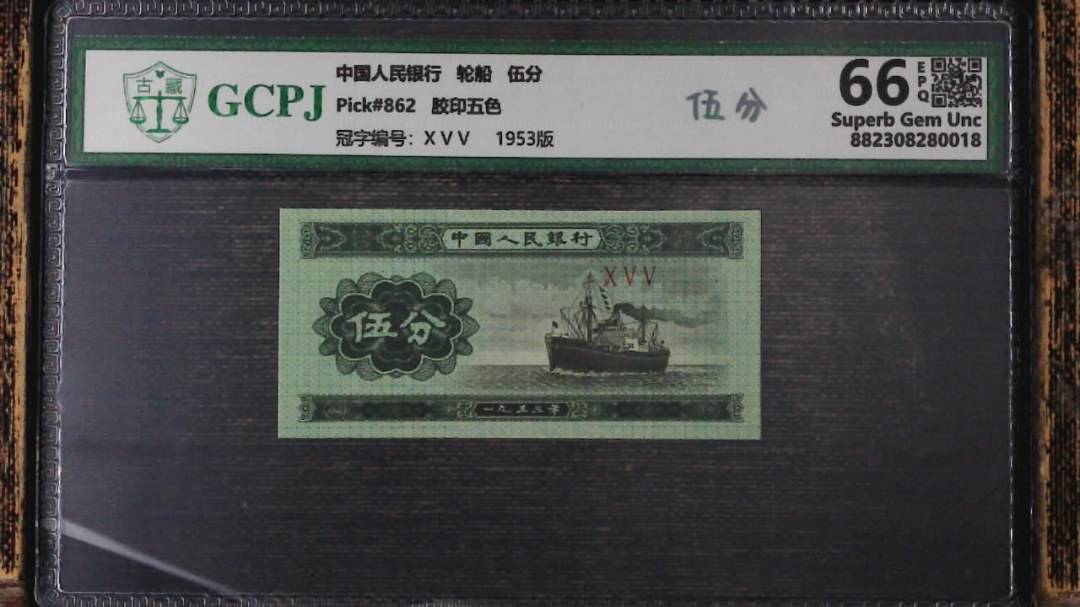 古 藏
GCPJ
中国人民银行 轮船 伍分
Pick#862 胶印五色
冠字编号: X V V 1953版
伍分
66 EPQ
Superb Gem Unc
882308280018
中國人民銀行
X V V
伍分
一九五三年